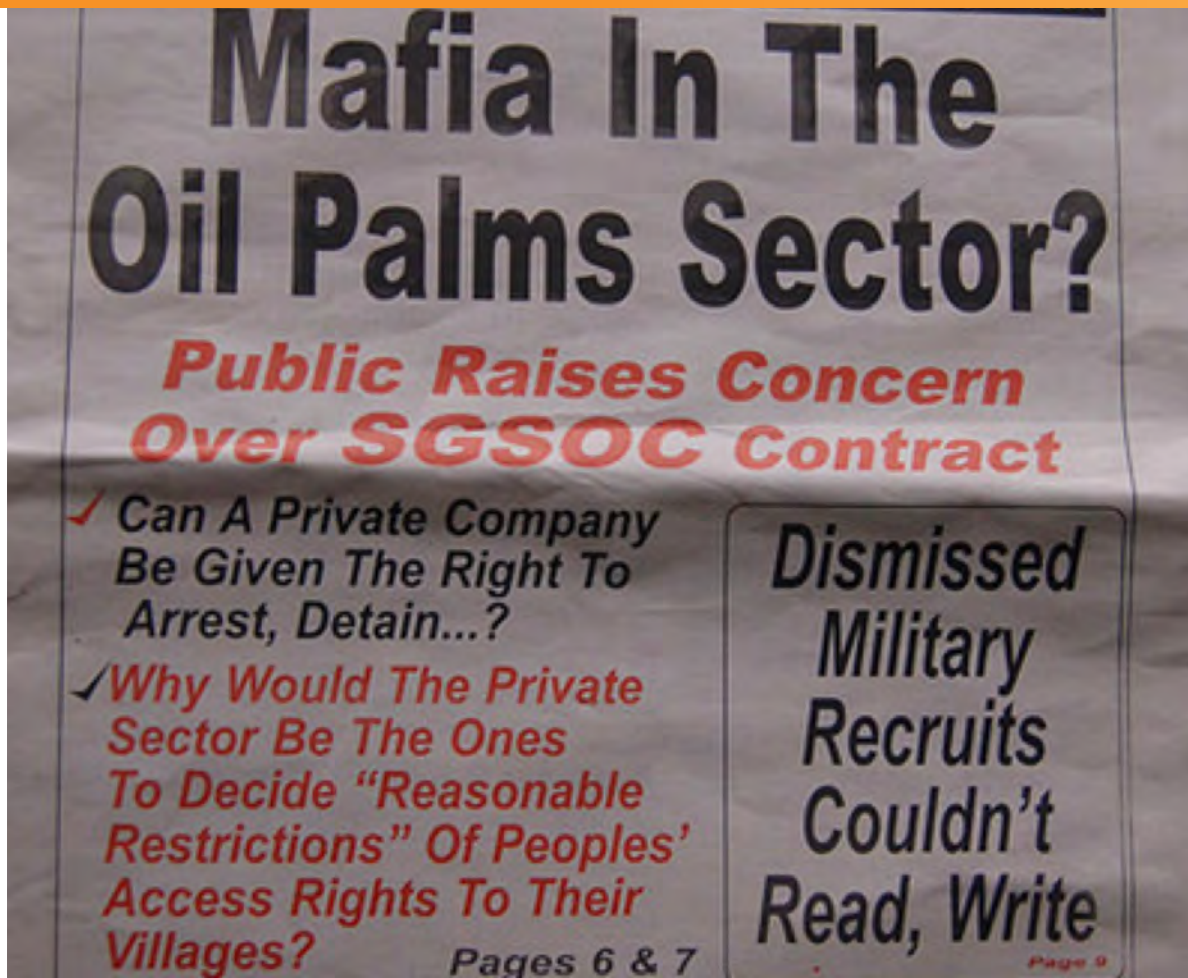 Mafia In The
Oil Palms Sector?
Public Raises Concern
Over SGSOC Contract
Can A Private Company
Be Given The Right To
Arrest, Detain...?
Why Would The Private
Sector Be The Ones
To Decide “Reasonable
Restrictions” Of Peoples’
Access Rights To Their
Villages?
Pages 6 & 7
Dismissed
Military
Recruits
Couldn’t
Read, Write
Page 9